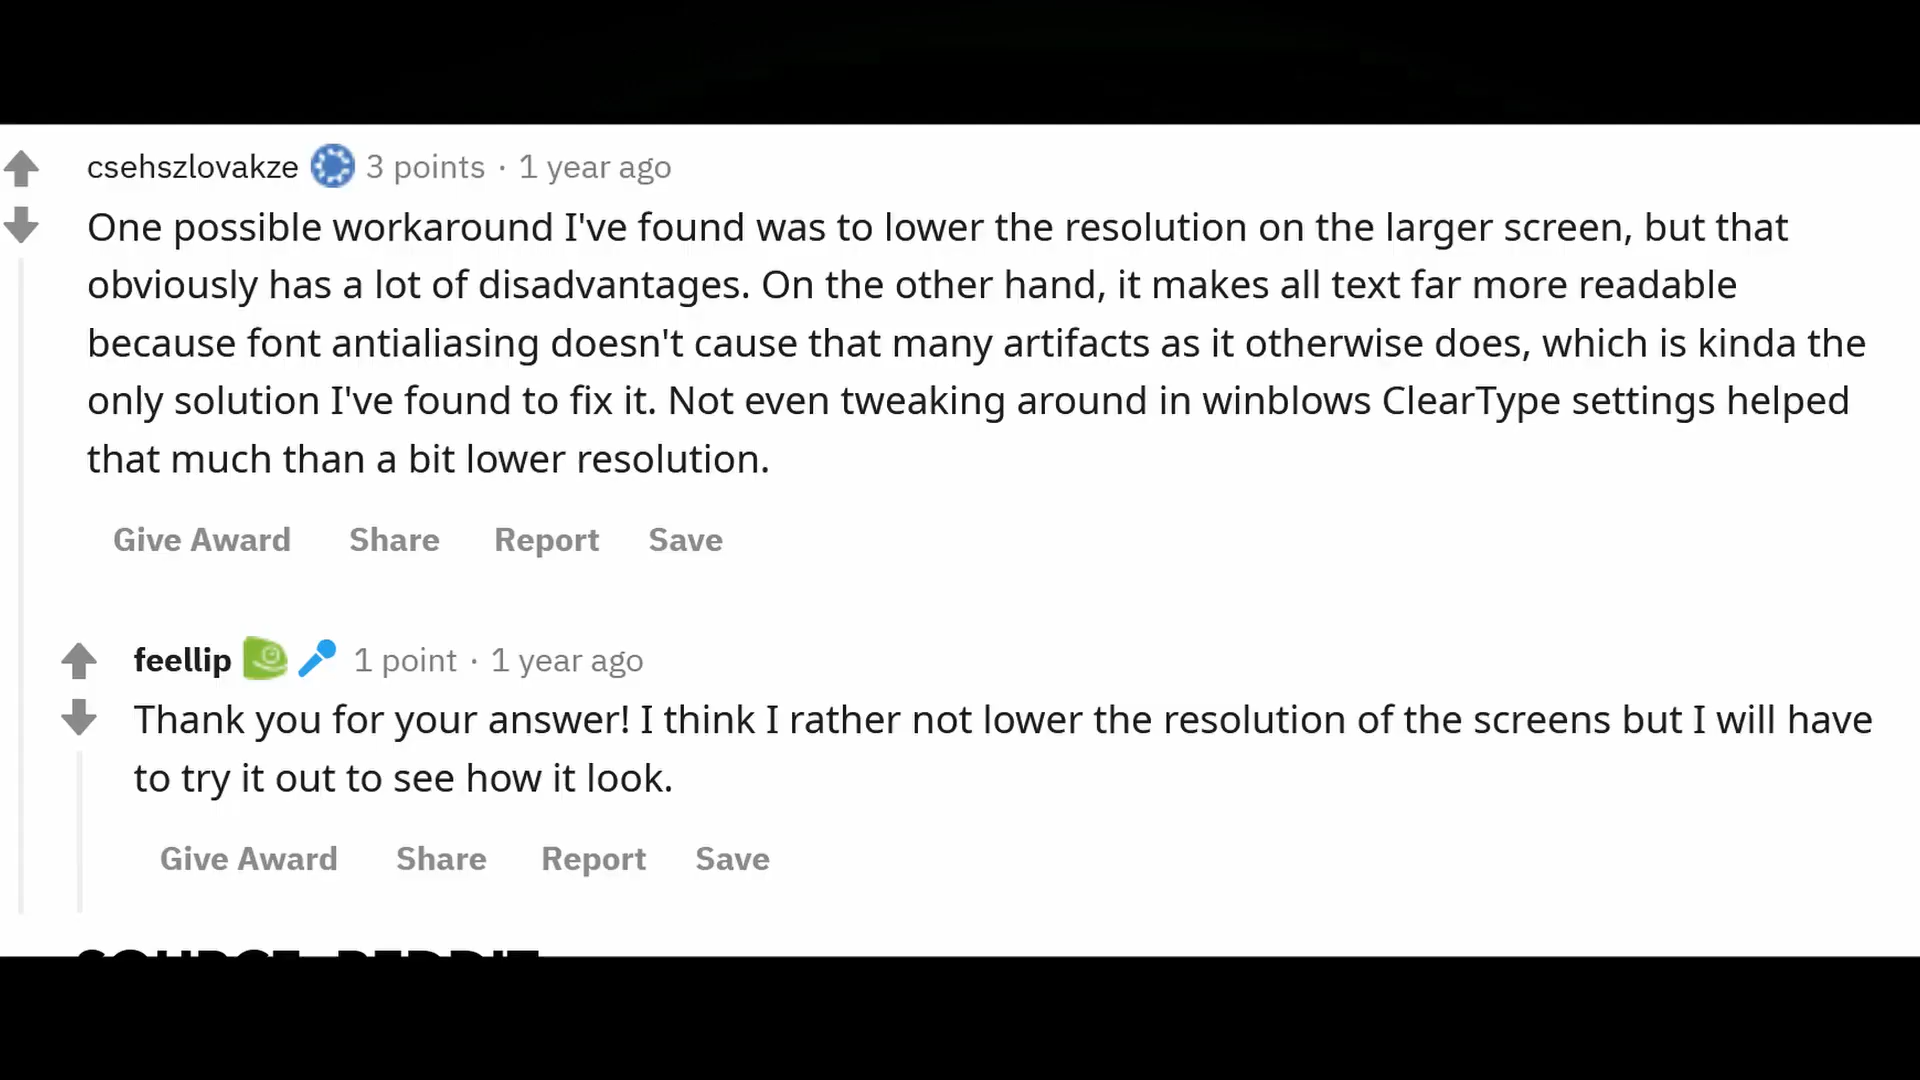 csehszlovakze 3 points · 1 year ago
One possible workaround I've found was to lower the resolution on the larger screen, but that
obviously has a lot of disadvantages. On the other hand, it makes all text far more readable
because font antialiasing doesn't cause that many artifacts as it otherwise does, which is kinda the
only solution I've found to fix it. Not even tweaking around in winblows ClearType settings helped
that much than a bit lower resolution.
Give Award Share Report Save
feellip 1 point · 1 year ago
Thank you for your answer! I think I rather not lower the resolution of the screens but I will have
to try it out to see how it look.
Give Award Share Report Save
SOURCE: REDDIT